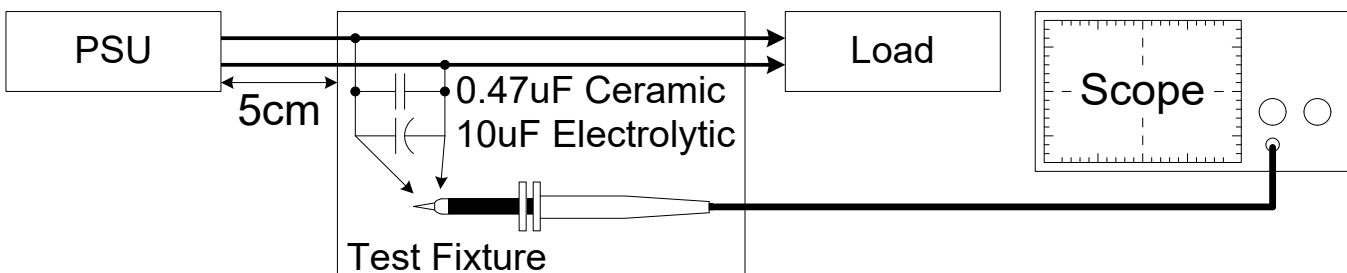 PSU
Load
Scope
5cm
0.47uF Ceramic
10uF Electrolytic
Test Fixture